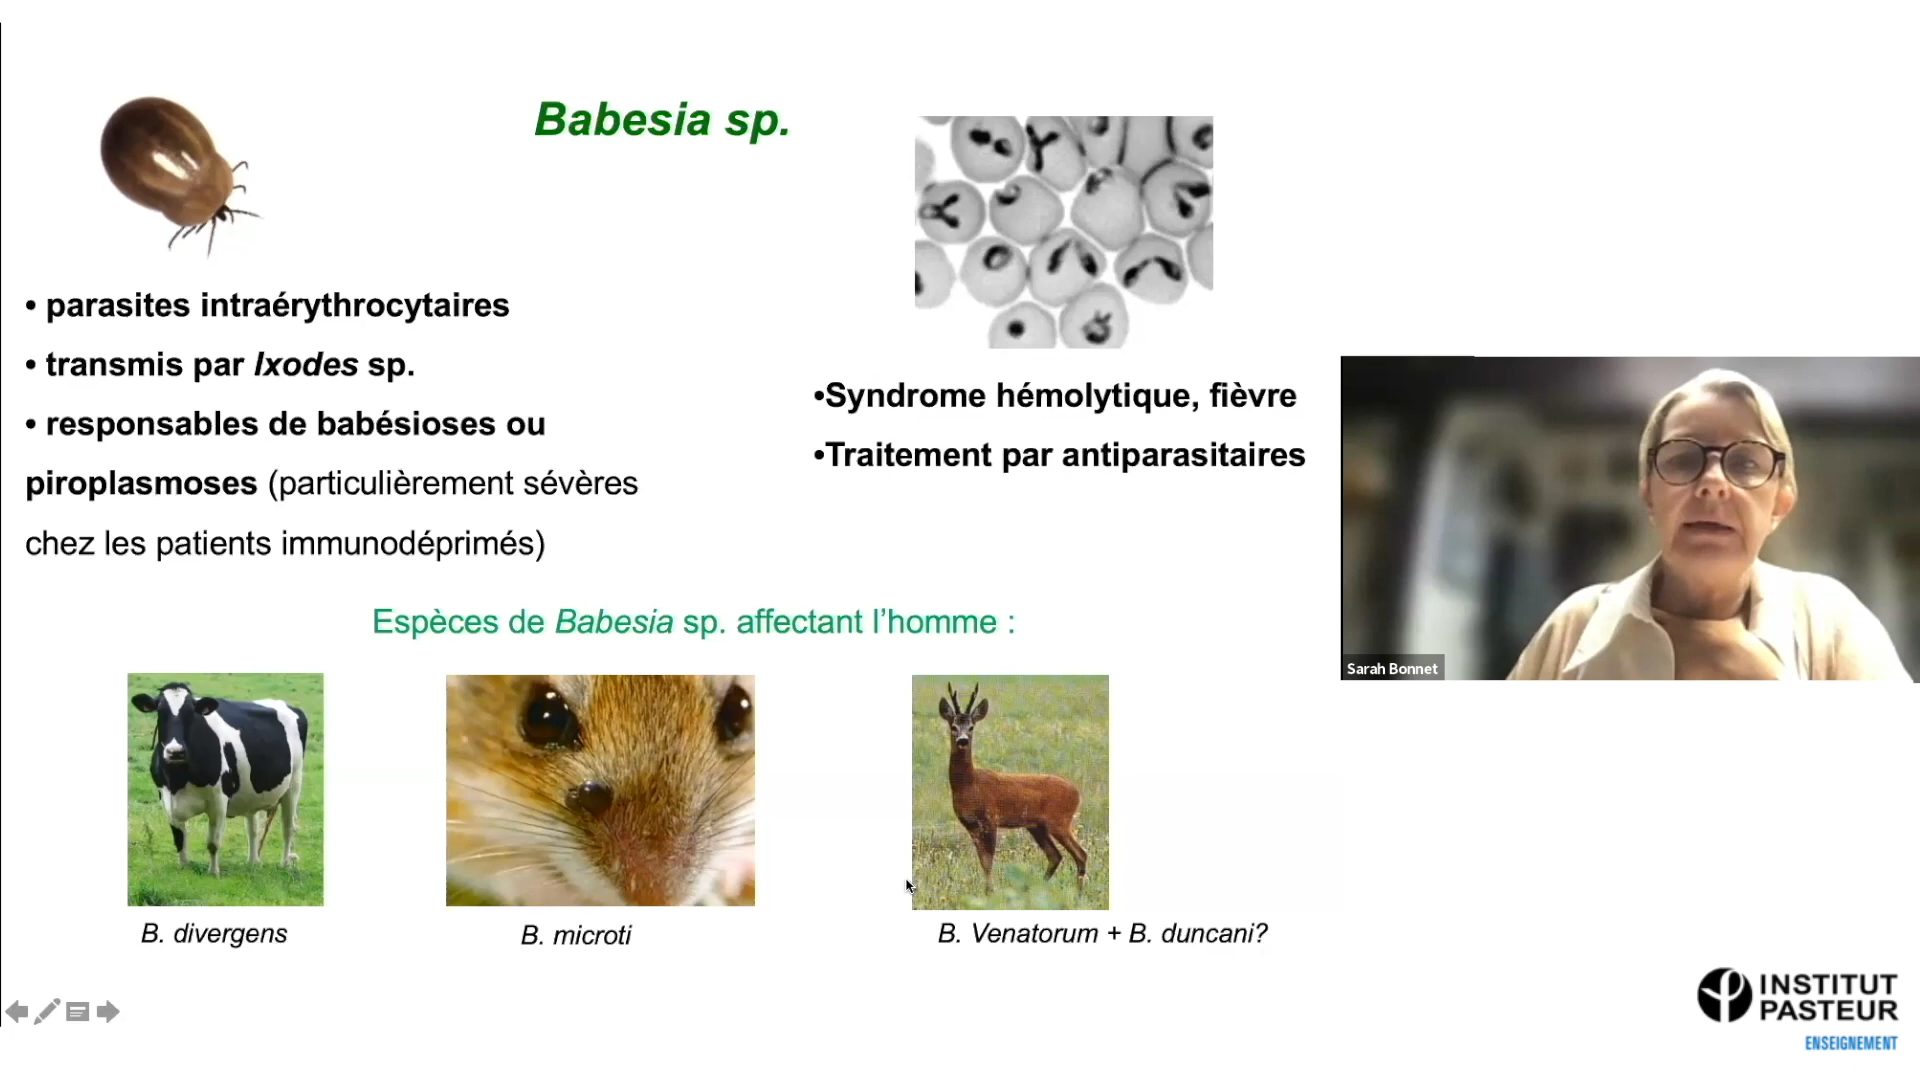 Babesia sp.
• parasites intraérythrocytaires
• transmis par Ixodes sp.
• responsables de babésioses ou
piroplasmoses (particulièrement sévères
chez les patients immunodéprimés)
•Syndrome hémolytique, fièvre
•Traitement par antiparasitaires
Sarah Bonnet
Espèces de Babesia sp. affectant l’homme :
B. divergens
B. microti
B. Venatorum + B. duncani?
INSTITUT
PASTEUR
ENSEIGNEMENT